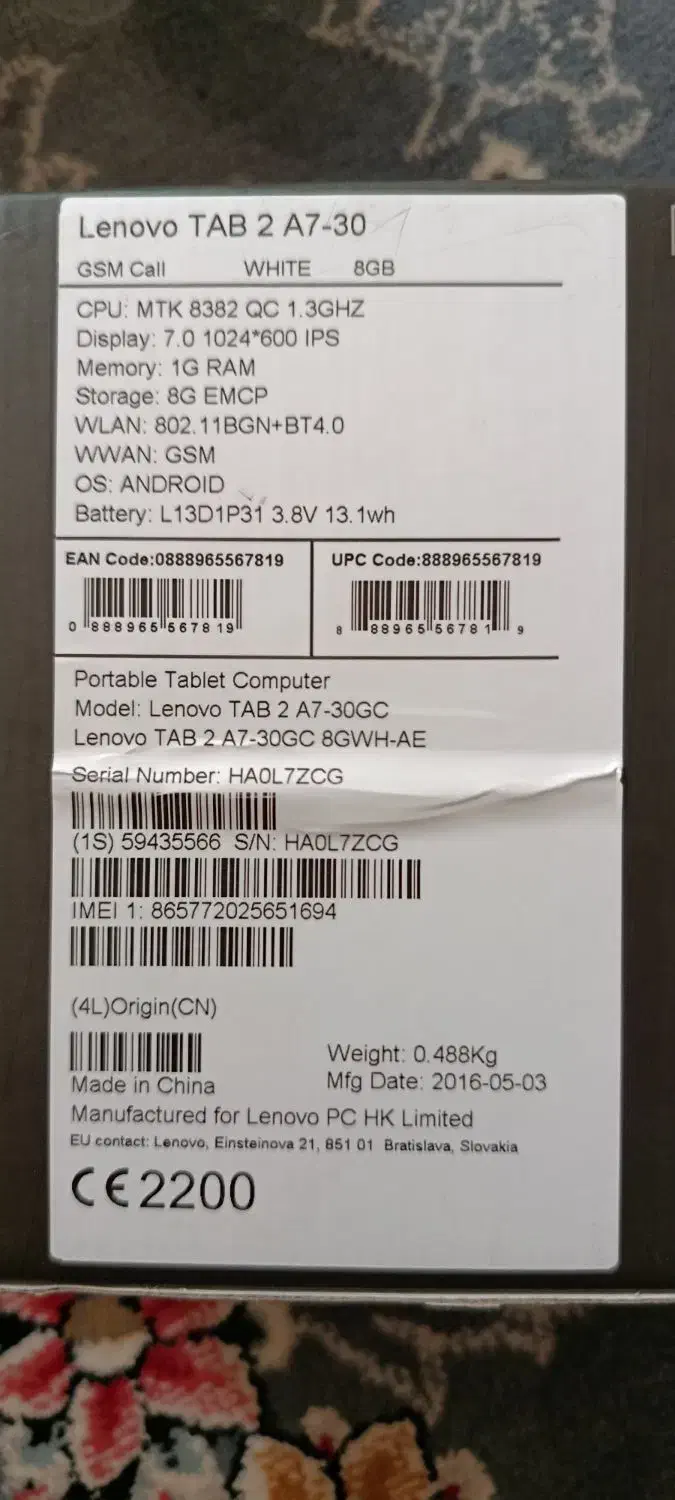 Lenovo TAB 2 A7-30
GSM Call WHITE 8GB
CPU: MTK 8382 QC 1.3GHZ
Display: 7.0 1024*600 IPS
Memory: 1G RAM
Storage: 8G EMCP
WLAN: 802.11BGN+BT4.0
WWAN: GSM
OS: ANDROID
Battery: L13D1P31 3.8V 13.1wh
EAN Code:0888965567819 UPC Code:888965567819
0 888965 567819 8 88965 56781 9
Portable Tablet Computer
Model: Lenovo TAB 2 A7-30GC
Lenovo TAB 2 A7-30GC 8GWH-AE
Serial Number: HA0L7ZCG
(1S) 59435566 S/N: HA0L7ZCG
IMEI 1: 865772025651694
(4L)Origin(CN)
Weight: 0.488Kg
Made in China Mfg Date: 2016-05-03
Manufactured for Lenovo PC HK Limited
EU contact: Lenovo, Einsteinova 21, 851 01 Bratislava, Slovakia
CE2200